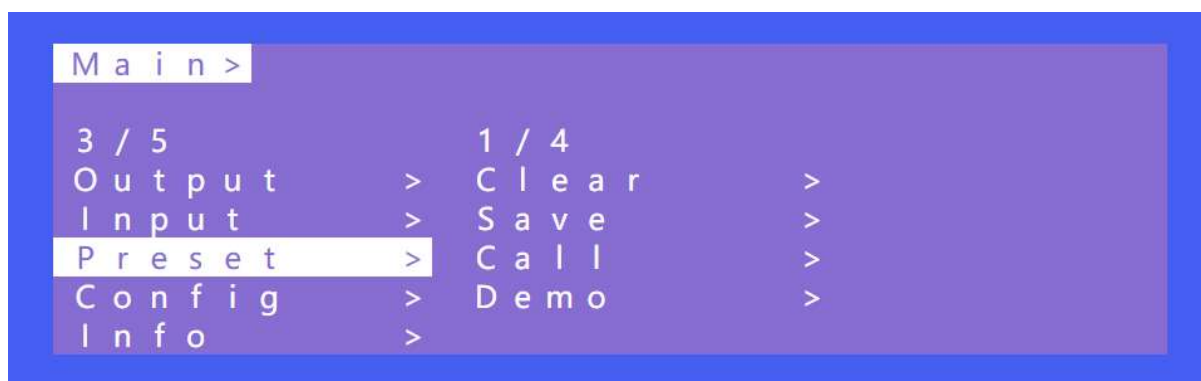 Main>
3/5 1/4
Output > Clear >
Input > Save >
Preset > Call >
Config > Demo >
Info >